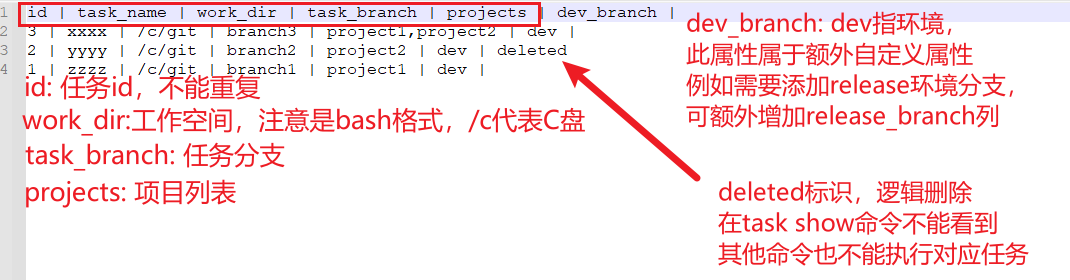 1 id | task_name | work_dir | task_branch | projects | dev_branch |
2 3 | xxxx | /c/git | branch3 | project1,project2 | dev |
3 2 | yyyy | /c/git | branch2 | project2 | dev | deleted
4 1 | zzzz | /c/git | branch1 | project1 | dev |
id: 任务id，不能重复
work_dir:工作空间，注意是bash格式，/c代表C盘
task_branch: 任务分支
projects: 项目列表
dev_branch: dev指环境，
此属性属于额外自定义属性
例如需要添加release环境分支，
可额外增加release_branch列
deleted标识，逻辑删除
在task show命令不能看到
其他命令也不能执行对应任务